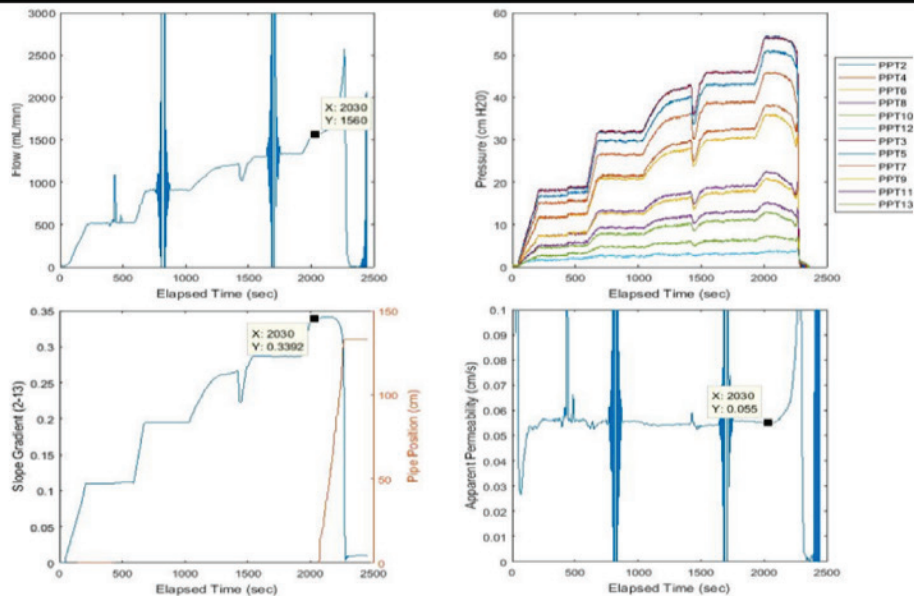 3000
2500
2000
1500
1000
500
0
Flow (mL/min)
X: 2030
Y: 1560
0 500 1000 1500 2000 2500
Elapsed Time (sec)
60
50
40
30
20
10
0
Pressure (cm H20)
0 500 1000 1500 2000 2500
Elapsed Time (sec)
PPT2
PPT4
PPT6
PPT8
PPT10
PPT12
PPT3
PPT5
PPT7
PPT9
PPT11
PPT13
0.35
0.3
0.25
0.2
0.15
0.1
0.05
0
Slope Gradient (2-13)
X: 2030
Y: 0.3392
150
100
50
0
Pipe Position (cm)
0 500 1000 1500 2000 2500
Elapsed Time (sec)
0.1
0.09
0.08
0.07
0.06
0.05
0.04
0.03
0.02
0.01
0
Apparent Permeability (cm/s)
X: 2030
Y: 0.055
0 500 1000 1500 2000 2500
Elapsed Time (sec)